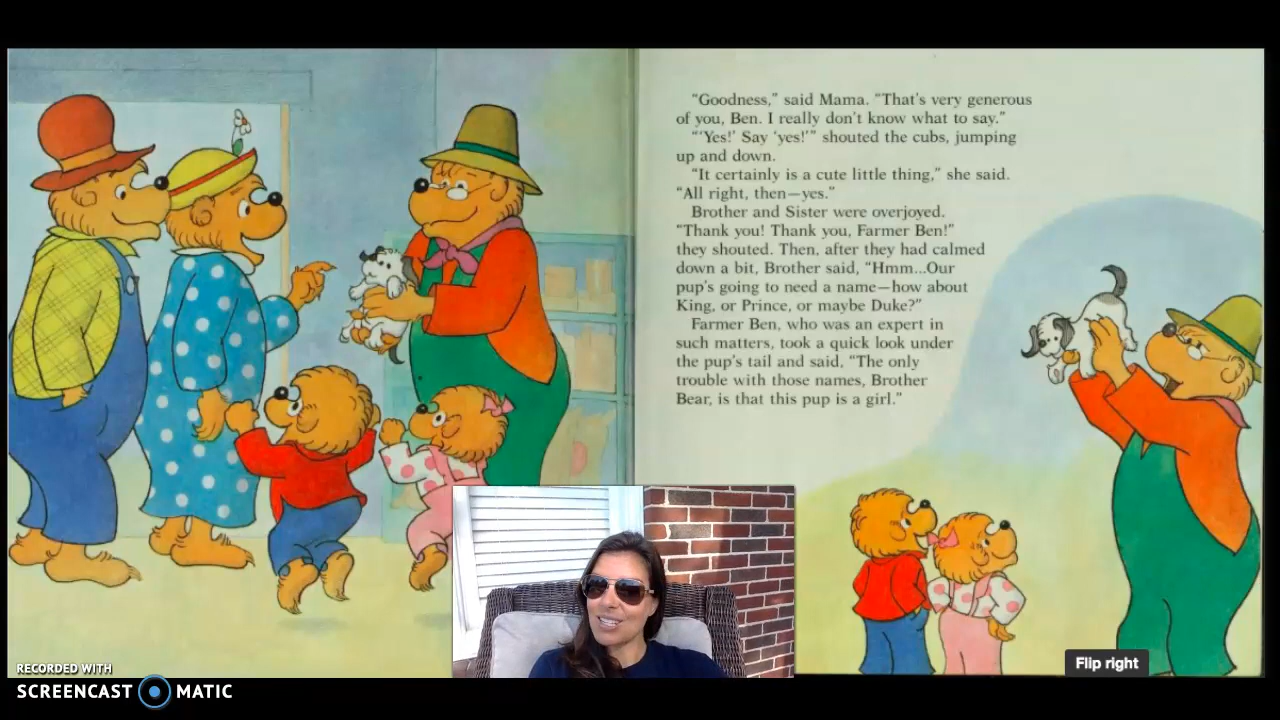 “Goodness,” said Mama. “That’s very generous
of you, Ben. I really don’t know what to say.”
“‘Yes!’ Say ‘yes!’” shouted the cubs, jumping
up and down.
“It certainly is a cute little thing,” she said.
“All right, then—yes.”
Brother and Sister were overjoyed.
“Thank you! Thank you, Farmer Ben!”
they shouted. Then, after they had calmed
down a bit, Brother said, “Hmm...Our
pup’s going to need a name—how about
King, or Prince, or maybe Duke?”
Farmer Ben, who was an expert in
such matters, took a quick look under
the pup’s tail and said, “The only
trouble with those names, Brother
Bear, is that this pup is a girl.”
Flip right
RECORDED WITH
SCREENCAST MATIC